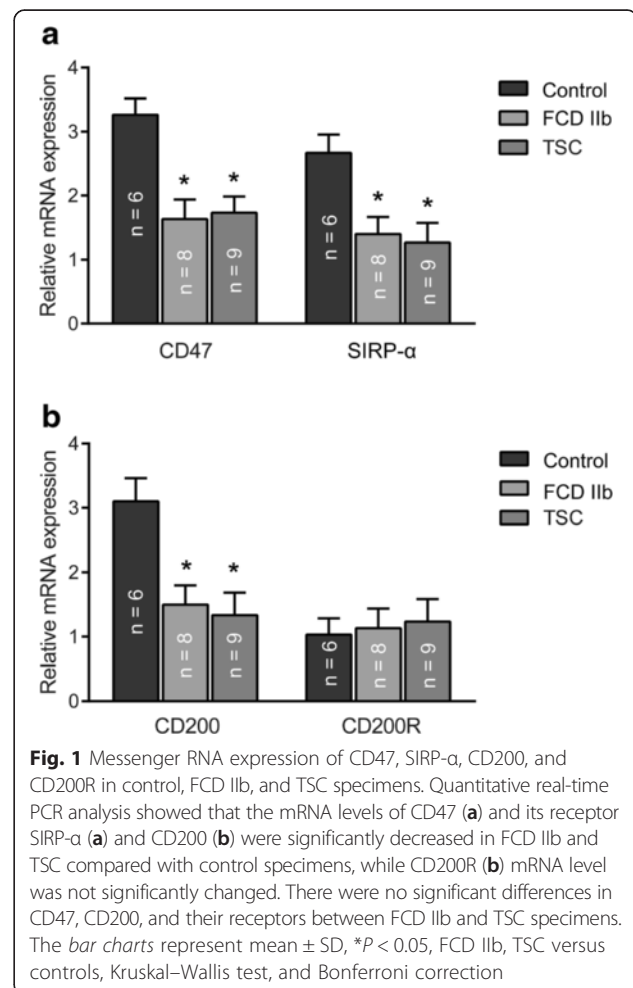 a
4
3
2
1
0
Relative mRNA expression
Control
FCD IIb
TSC
n = 6
* *
n = 8
n = 9
n = 6
* *
n = 8
n = 9
CD47 SIRP-α
b
4
3
2
1
0
Relative mRNA expression
Control
FCD IIb
TSC
n = 6
* *
n = 8
n = 9
n = 6
n = 8
n = 9
CD200 CD200R
Fig. 1 Messenger RNA expression of CD47, SIRP-α, CD200, and
CD200R in control, FCD IIb, and TSC specimens. Quantitative real-time
PCR analysis showed that the mRNA levels of CD47 (a) and its receptor
SIRP-α (a) and CD200 (b) were significantly decreased in FCD IIb and
TSC compared with control specimens, while CD200R (b) mRNA level
was not significantly changed. There were no significant differences in
CD47, CD200, and their receptors between FCD IIb and TSC specimens.
The bar charts represent mean ± SD, *P < 0.05, FCD IIb, TSC versus
controls, Kruskal–Wallis test, and Bonferroni correction